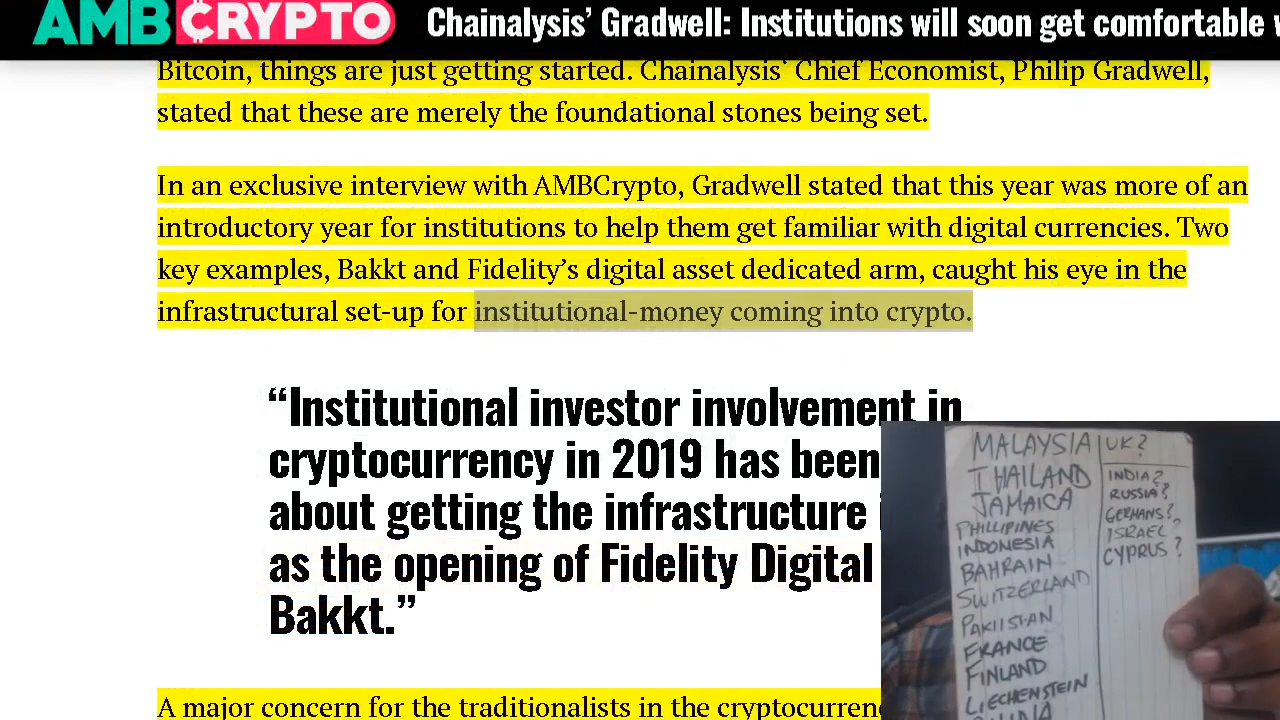 AMBCRYPTO
Chainalysis’ Gradwell: Institutions will soon get comfortable
Bitcoin, things are just getting started. Chainalysis‘ Chief Economist, Philip Gradwell,
stated that these are merely the foundational stones being set.
In an exclusive interview with AMBCrypto, Gradwell stated that this year was more of an
introductory year for institutions to help them get familiar with digital currencies. Two
key examples, Bakkt and Fidelity’s digital asset dedicated arm, caught his eye in the
infrastructural set-up for institutional-money coming into crypto.
“Institutional investor involvement in
cryptocurrency in 2019 has been
about getting the infrastructure
as the opening of Fidelity Digital
Bakkt.”
A major concern for the traditionalists in the
MALAYSIA
THAILAND
JAMAICA
PHILLIPINES
INDONESIA
BAHRAIN
SWITZERLAND
PAKIISTAN
FRANCE
FINLAND
LIECHENSTEIN
UK?
INDIA?
RUSSIA?
GERMANS?
ISRAEL?
CYPRUS?